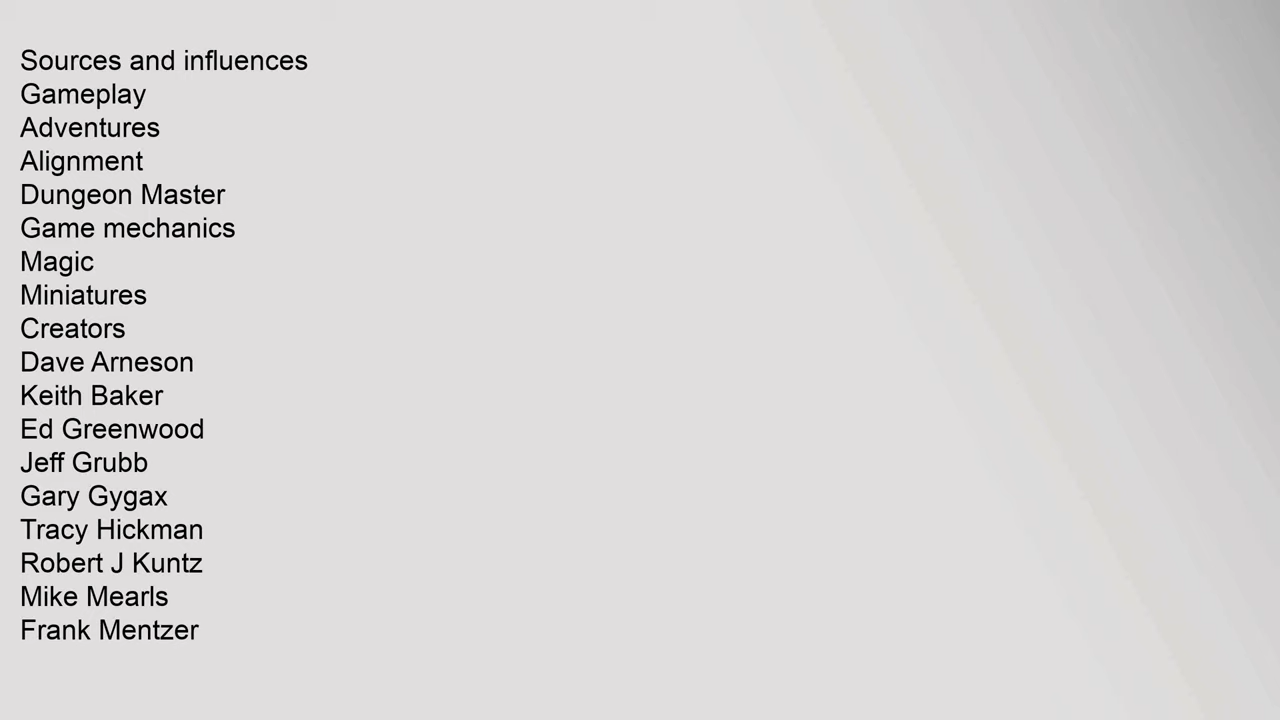 Sources and influences
Gameplay
Adventures
Alignment
Dungeon Master
Game mechanics
Magic
Miniatures
Creators
Dave Arneson
Keith Baker
Ed Greenwood
Jeff Grubb
Gary Gygax
Tracy Hickman
Robert J Kuntz
Mike Mearls
Frank Mentzer